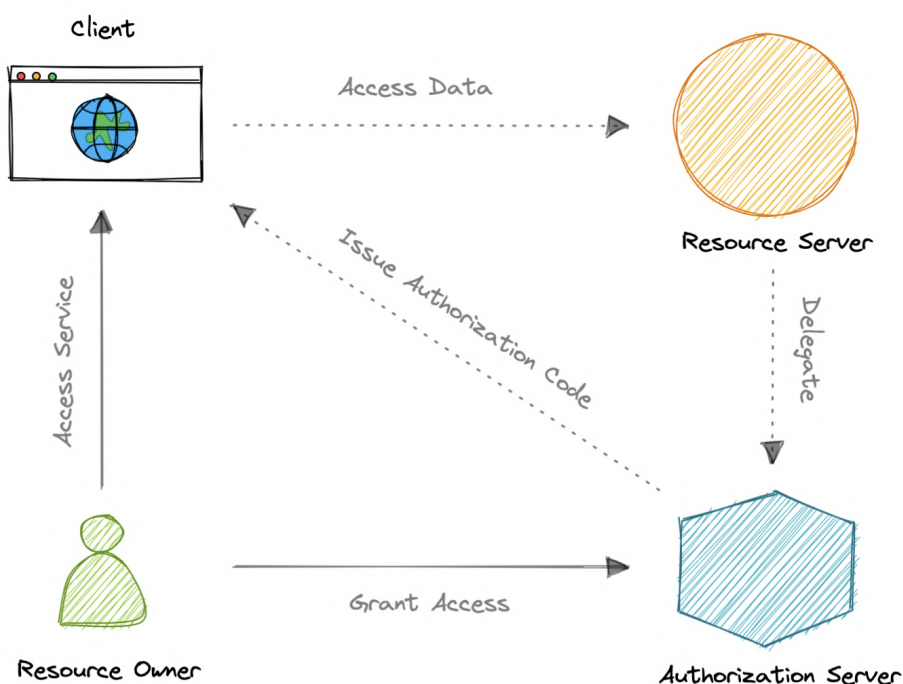 Client
Access Data
Resource Server
Issue Authorization Code
Access Service
Delegate
Grant Access
Resource Owner
Authorization Server